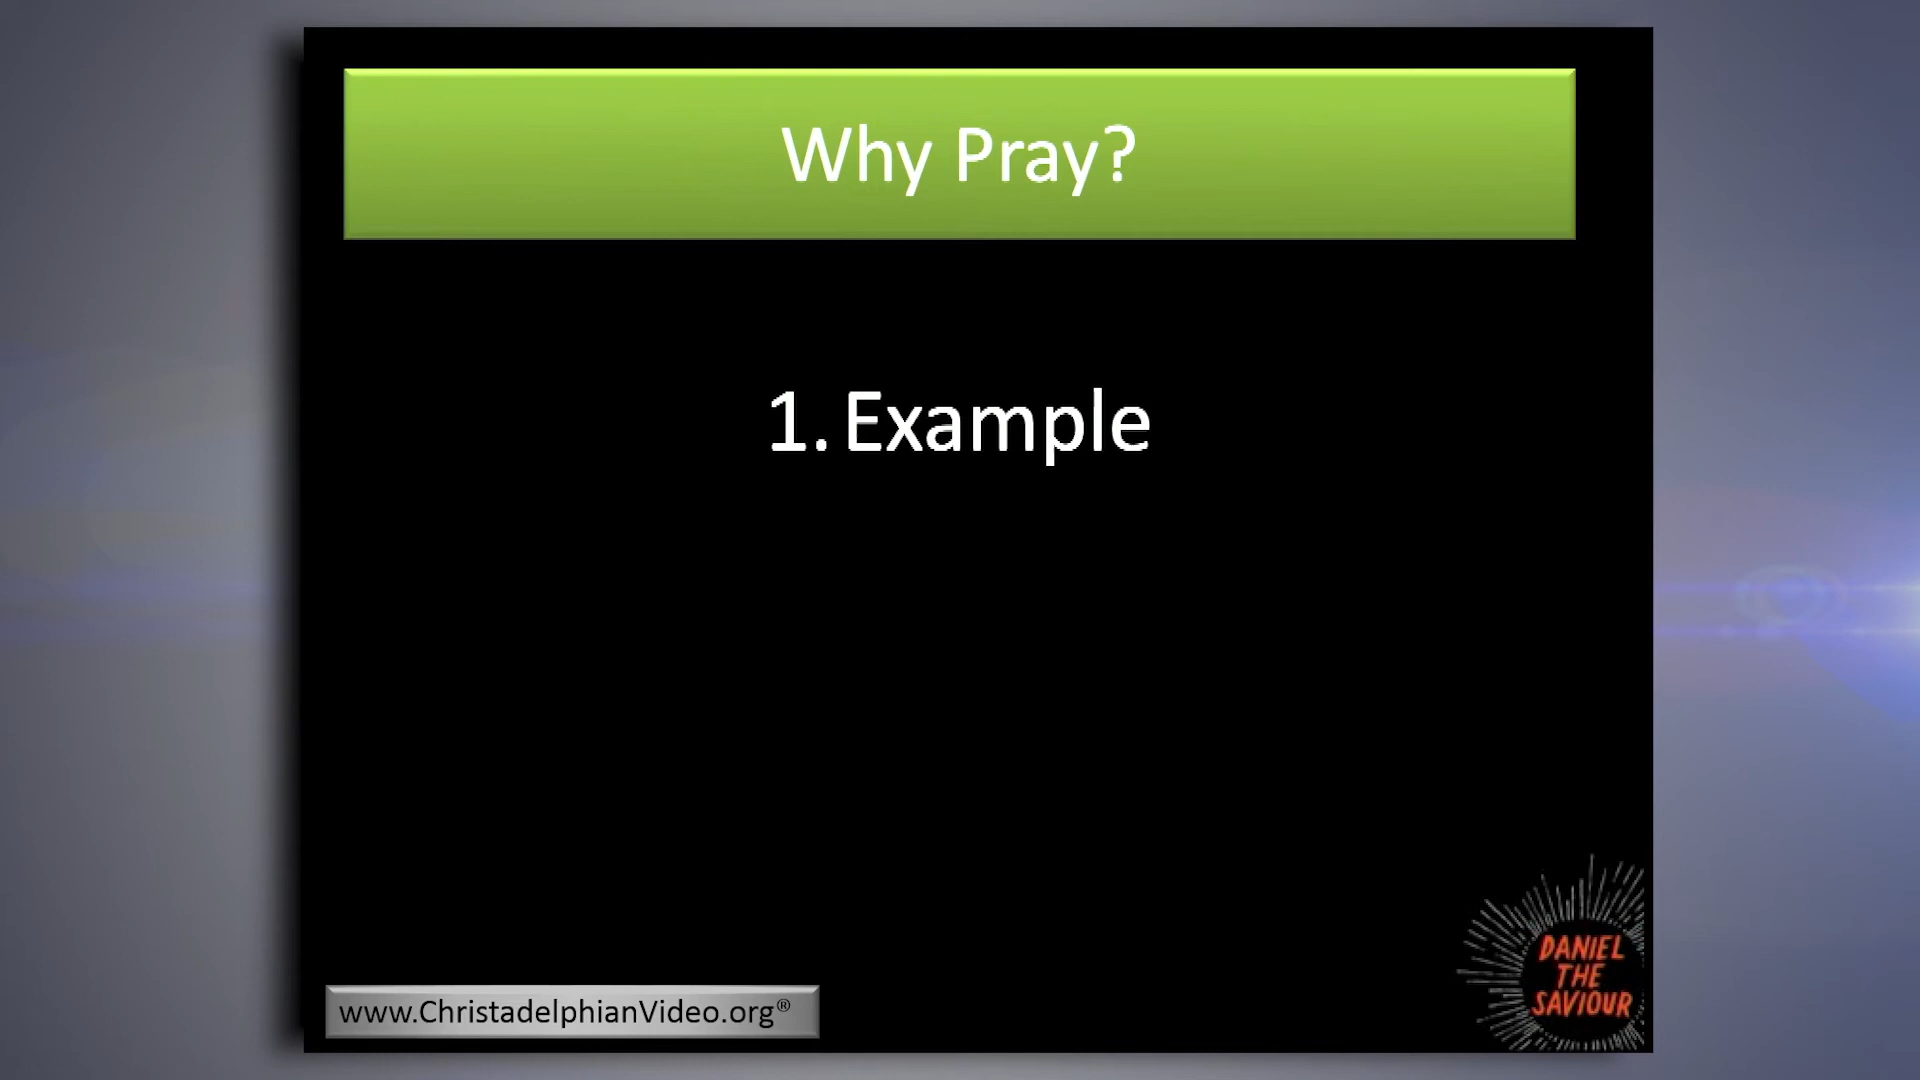 Why Pray?
1. Example
www.ChristadelphianVideo.org®
DANIEL
THE
SAVIOUR